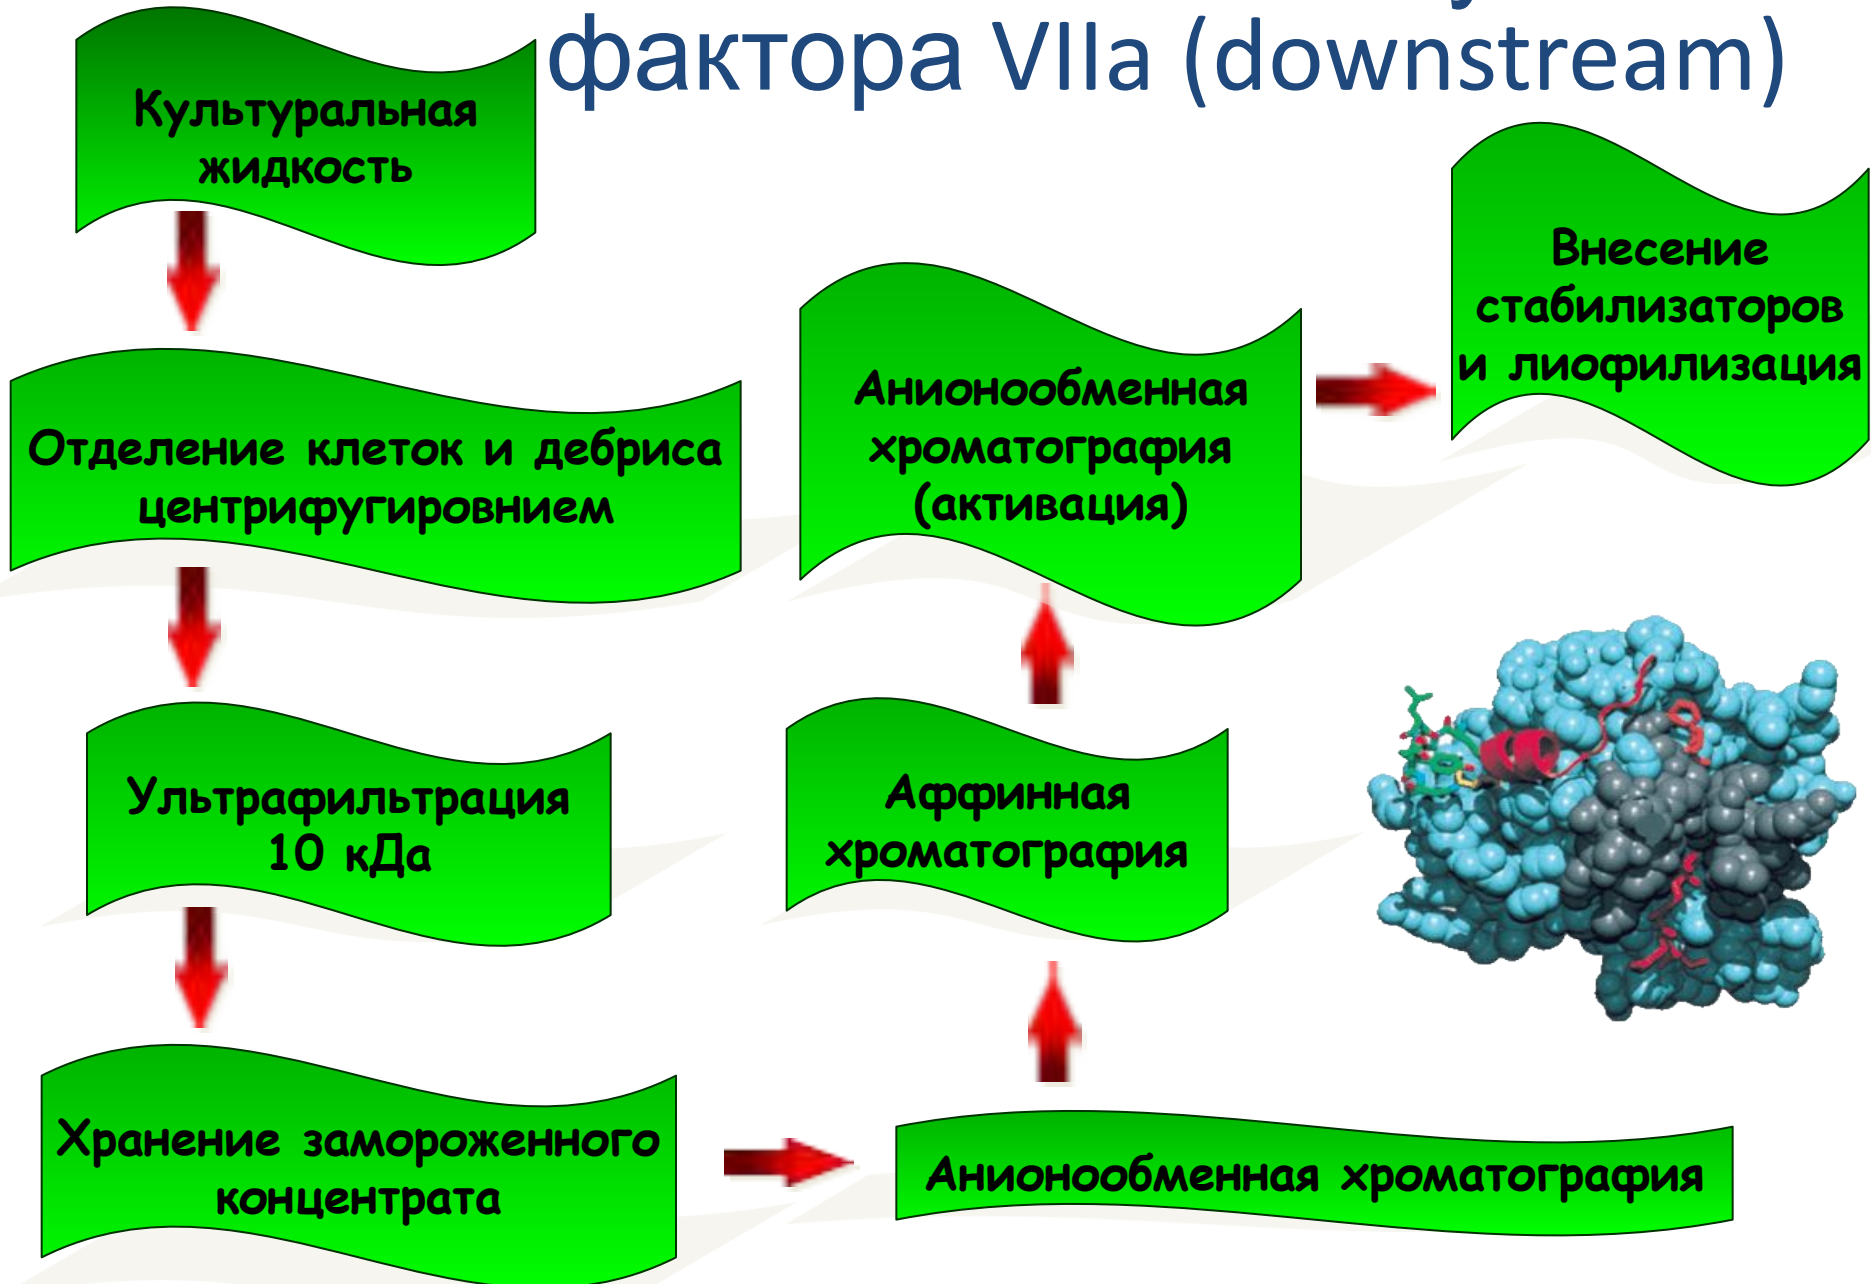 фактора VIIa (downstream)
Культуральная
жидкость
Отделение клеток и дебриса
центрифугировнием
Ультрафильтрация
10 кДа
Хранение замороженного
концентрата
Анионообменная хроматография
Аффинная
хроматография
Анионообменная
хроматография
(активация)
Внесение
стабилизаторов
и лиофилизация